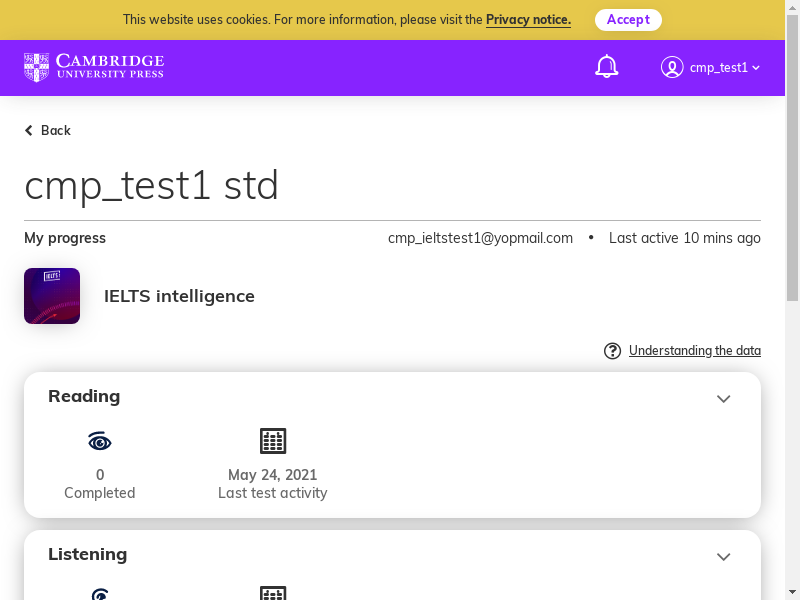 This website uses cookies. For more information, please visit the Privacy notice. Accept
CAMBRIDGE
UNIVERSITY PRESS
cmp_test1
Back
cmp_test1 std
My progress cmp_ieltstest1@yopmail.com • Last active 10 mins ago
IELTS
IELTS intelligence
Understanding the data
Reading
0 May 24, 2021
Completed Last test activity
Listening